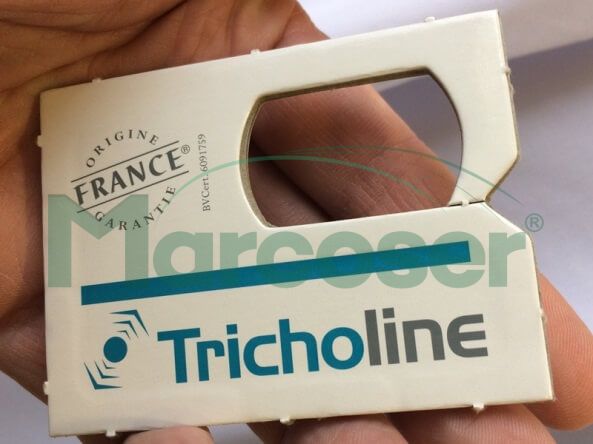 ORIGINE
FRANCE®
GARANTIE
BVCert. 6091759
Marcoser®
Tricholine